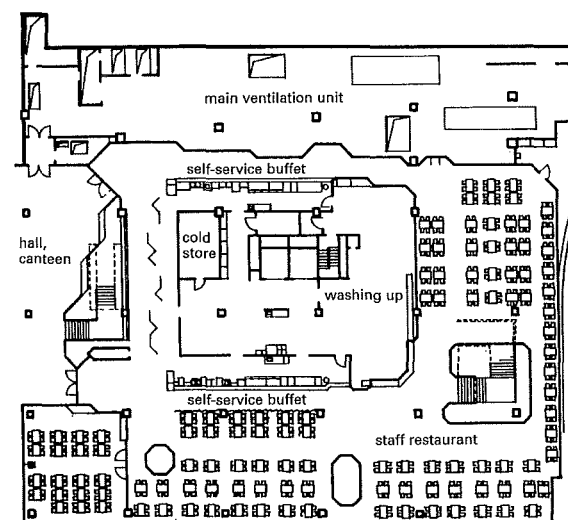 main ventilation unit
self-service buffet
hall,
canteen
cold
store
washing up
self-service buffet
staff restaurant